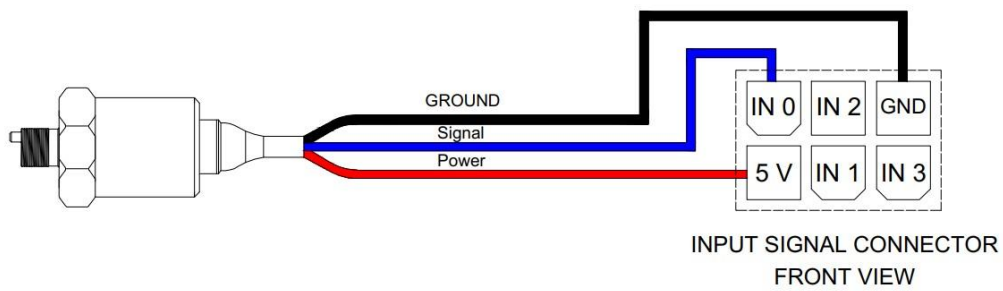 GROUND
Signal
Power
IN 0 IN 2 GND
5 V IN 1 IN 3
INPUT SIGNAL CONNECTOR
FRONT VIEW